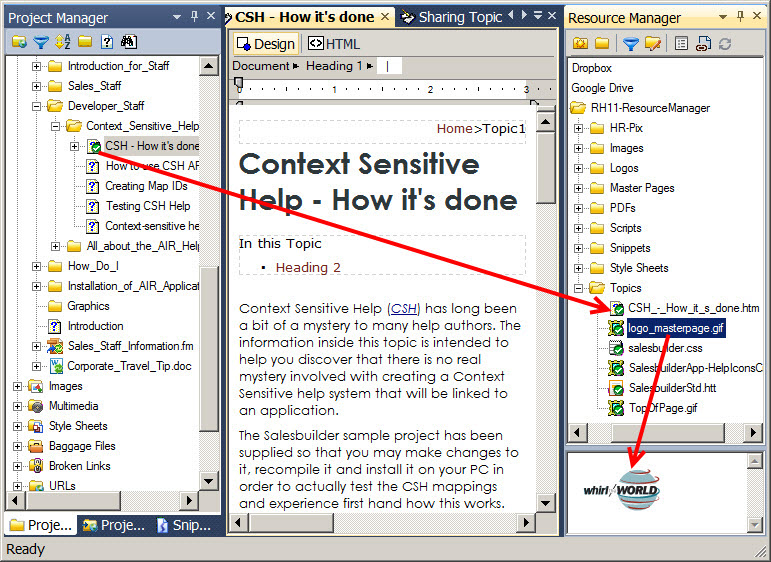 Project Manager
Introduction_for_Staff
Sales_Staff
Developer_Staff
Context_Sensitive_Help
CSH - How it's done
How to use CSH AP
Creating Map IDs
Testing CSH Help
Context-sensitive he
All_about_the_AIR_Help
How_Do_I
Installation_of_AIR_Applicat
Graphics
Introduction
Sales_Staff_Information.fm
Corporate_Travel_Tip.doc
Images
Multimedia
Style Sheets
Baggage Files
Broken Links
URLs
Proje...
Proje...
Snip...
Ready
CSH - How it's done
Sharing Topic
Design
HTML
Document
Heading 1
1
2
3
Home>Topic1
Context Sensitive
Help - How it's done
In this Topic
• Heading 2
Context Sensitive Help (CSH) has long been
a bit of a mystery to many help authors. The
information inside this topic is intended to
help you discover that there is no real
mystery involved with creating a Context
Sensitive help system that will be linked to
an application.
The Salesbuilder sample project has been
supplied so that you may make changes to
it, recompile it and install it on your PC in
order to actually test the CSH mappings
and experience first hand how this works.
Resource Manager
Dropbox
Google Drive
RH11-ResourceManager
HR-Pix
Images
Logos
Master Pages
PDFs
Scripts
Snippets
Style Sheets
Topics
CSH_-_How_it_s_done.htm
logo_masterpage.gif
salesbuilder.css
SalesbuilderApp-HelpIconsC
SalesbuilderStd.htt
TopOfPage.gif
whirl/WORLD